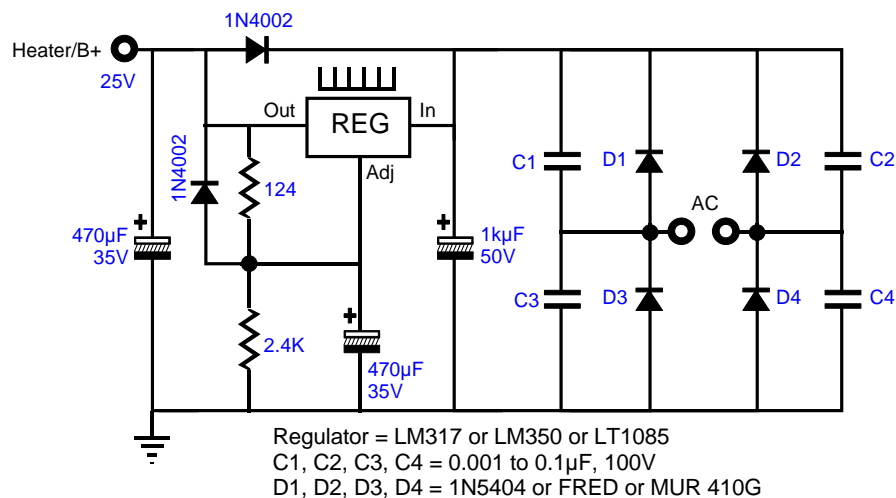 1N4002
Heater/B+
25V
Out
REG
In
Adj
1N4002
124
C1
D1
D2
C2
AC
+
470µF
35V
+
1kµF
50V
C3
D3
D4
C4
2.4K
+
470µF
35V
Regulator = LM317 or LM350 or LT1085
C1, C2, C3, C4 = 0.001 to 0.1µF, 100V
D1, D2, D3, D4 = 1N5404 or FRED or MUR 410G